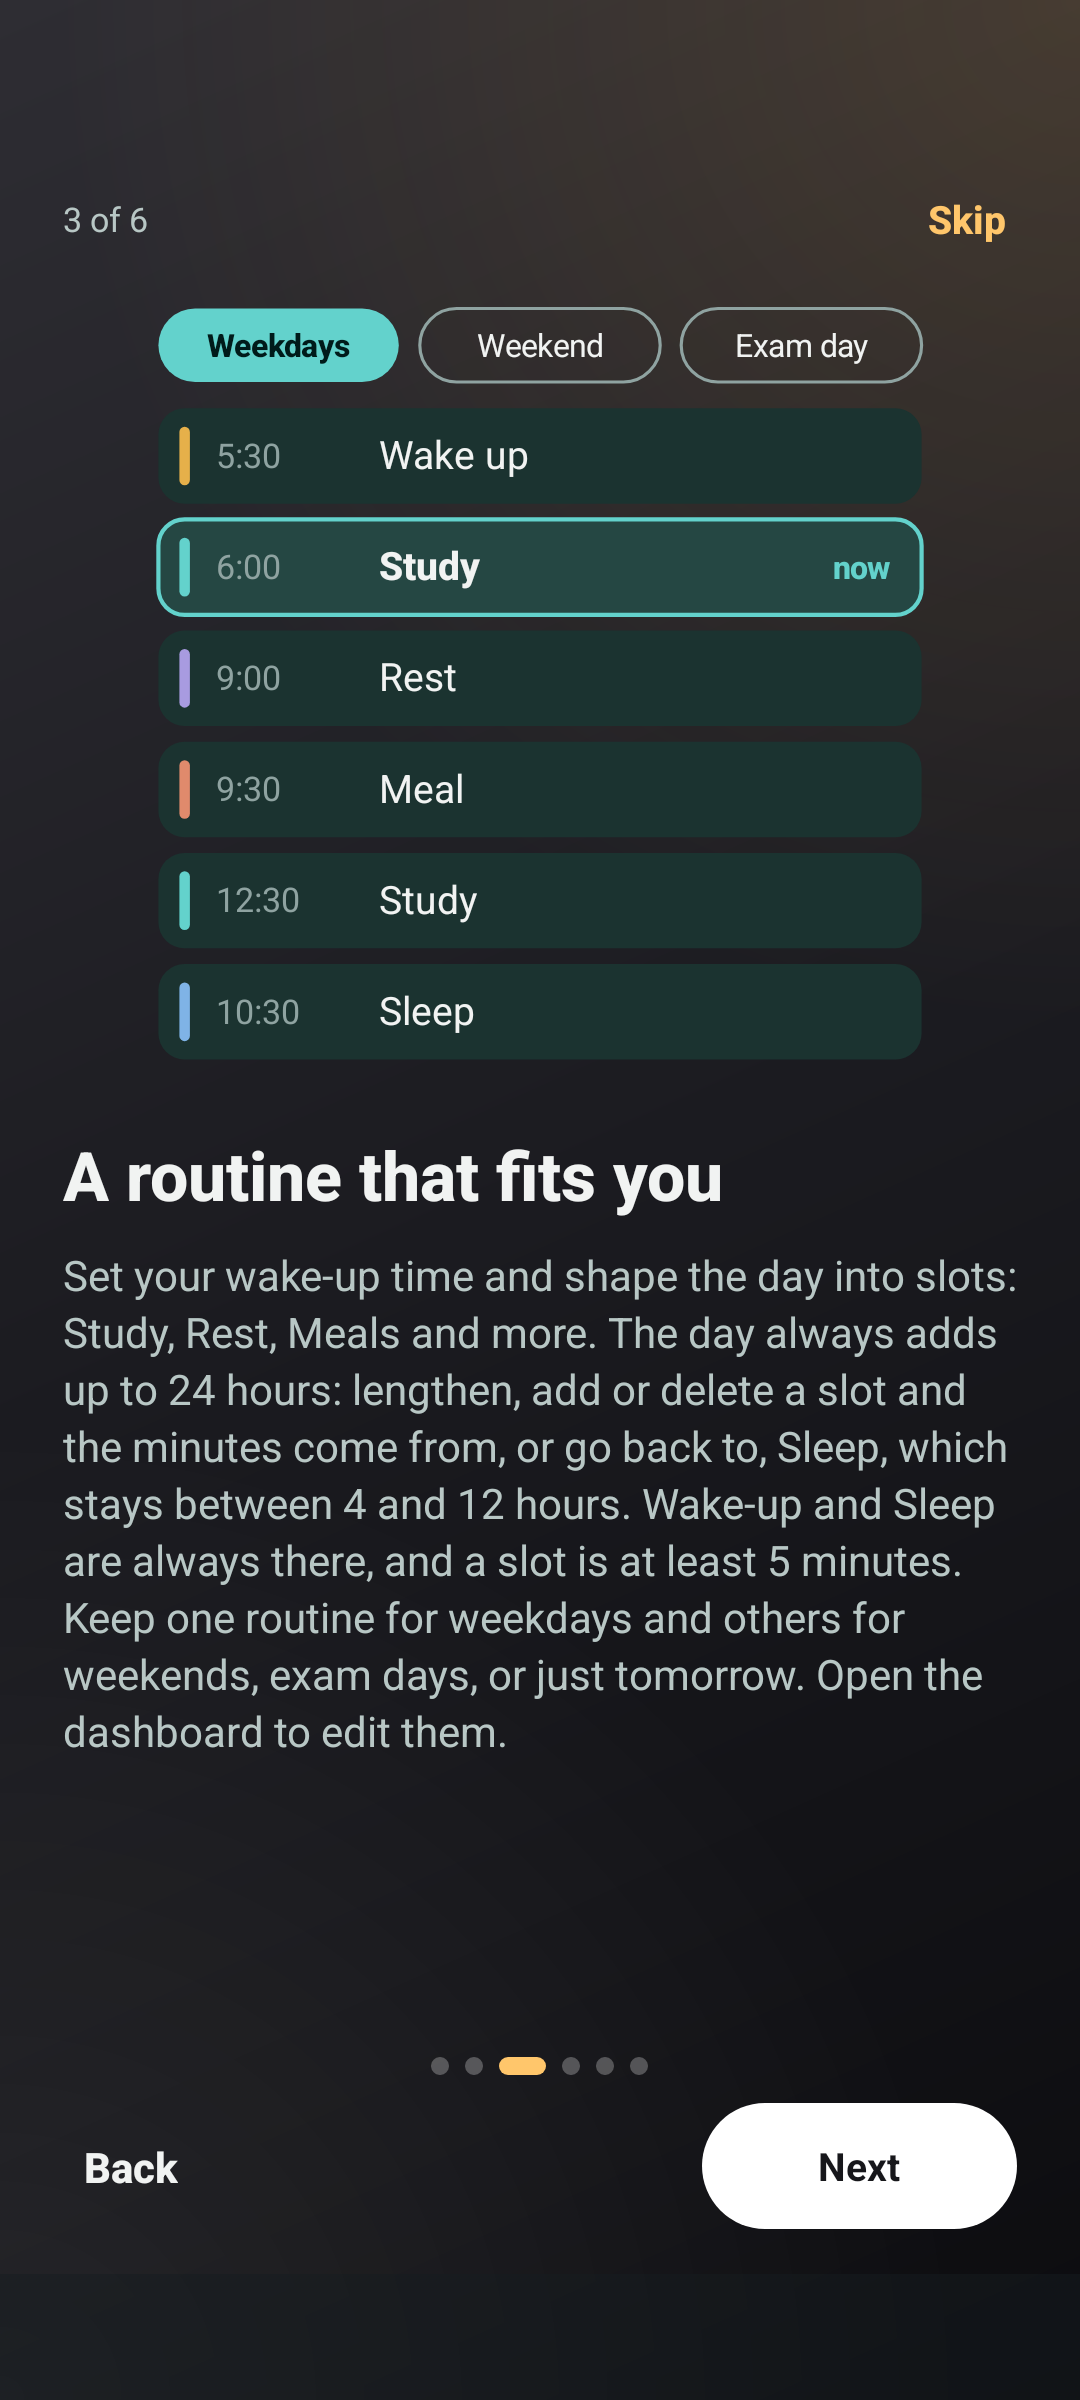 3 of 6
Skip
Weekdays
Weekend
Exam day
5:30 Wake up
6:00 Study now
9:00 Rest
9:30 Meal
12:30 Study
10:30 Sleep
A routine that fits you
Set your wake-up time and shape the day into slots:
Study, Rest, Meals and more. The day always adds
up to 24 hours: lengthen, add or delete a slot and
the minutes come from, or go back to, Sleep, which
stays between 4 and 12 hours. Wake-up and Sleep
are always there, and a slot is at least 5 minutes.
Keep one routine for weekdays and others for
weekends, exam days, or just tomorrow. Open the
dashboard to edit them.
Back
Next